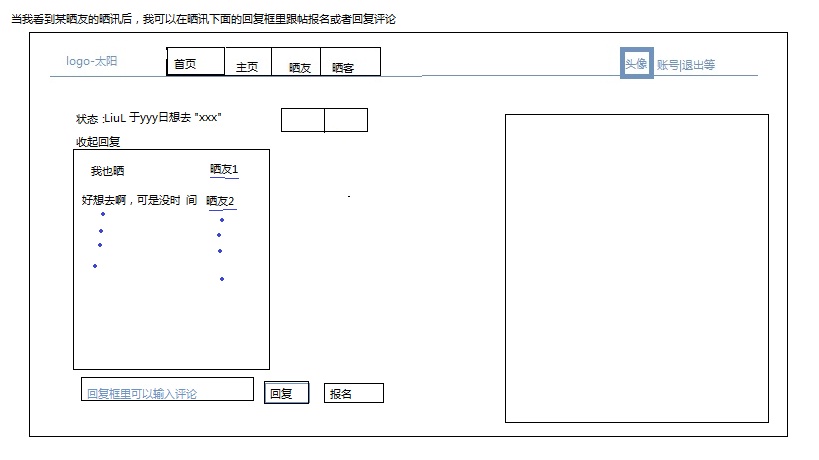 当我看到某晒友的晒讯后，我可以在晒讯下面的回复框里跟帖报名或者回复评论
logo-太阳 首页 主页 晒友 晒客 头像 账号|退出等
状态：LiuL 于yyy日想去 "xxx"
收起回复
我也晒 晒友1
好想去啊，可是没时 间 晒友2
回复框里可以输入评论 回复 报名